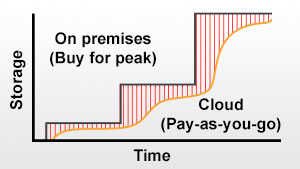 On premises
(Buy for peak)
Storage
Cloud
(Pay-as-you-go)
Time